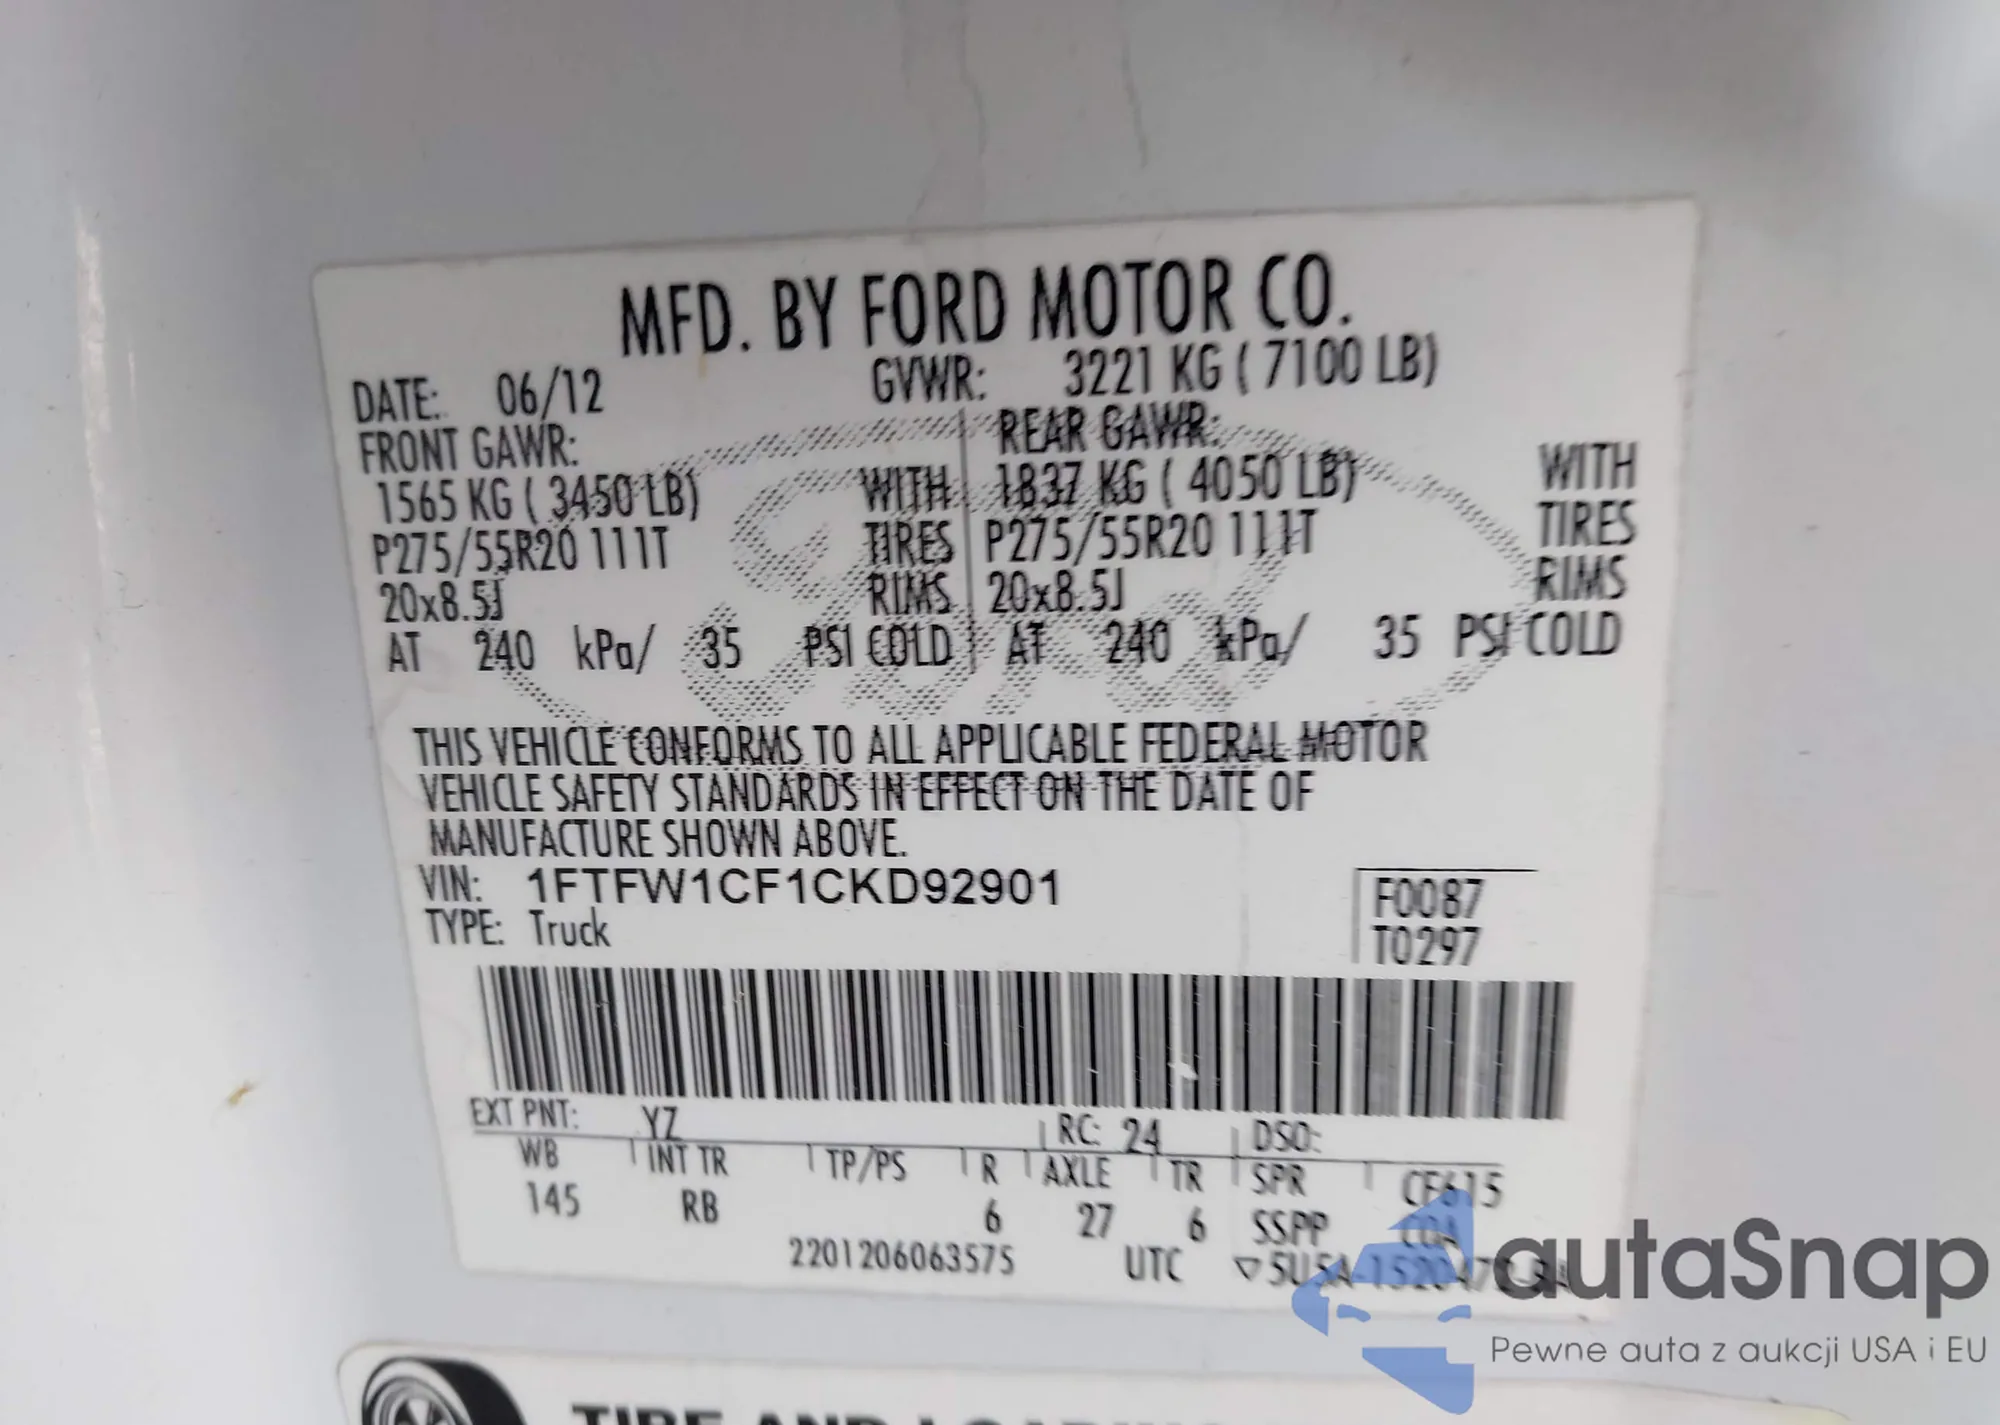 MFD. BY FORD MOTOR CO.
DATE: 06/12 GVWR: 3221 KG ( 7100 LB)
FRONT GAWR: REAR GAWR:
1565 KG ( 3450 LB) WITH 1837 KG ( 4050 LB) WITH
P275/55R20 111T TIRES P275/55R20 111T TIRES
20x8.5J RIMS 20x8.5J RIMS
AT 240 kPa/ 35 PSI COLD AT 240 kPa/ 35 PSI COLD
THIS VEHICLE CONFORMS TO ALL APPLICABLE FEDERAL MOTOR
VEHICLE SAFETY STANDARDS IN EFFECT ON THE DATE OF
MANUFACTURE SHOWN ABOVE.
VIN: 1FTFW1CF1CKD92901 F0087
TYPE: Truck T0297
EXT PNT: YZ RC: 24 DSO:
WB INT TR TP/PS R AXLE TR SPR CF615
145 RB 6 27 6 SSPP C0A
2201206063575 UTC
autaSnap
Pewne auta z aukcji USA i EU
TIRE AND